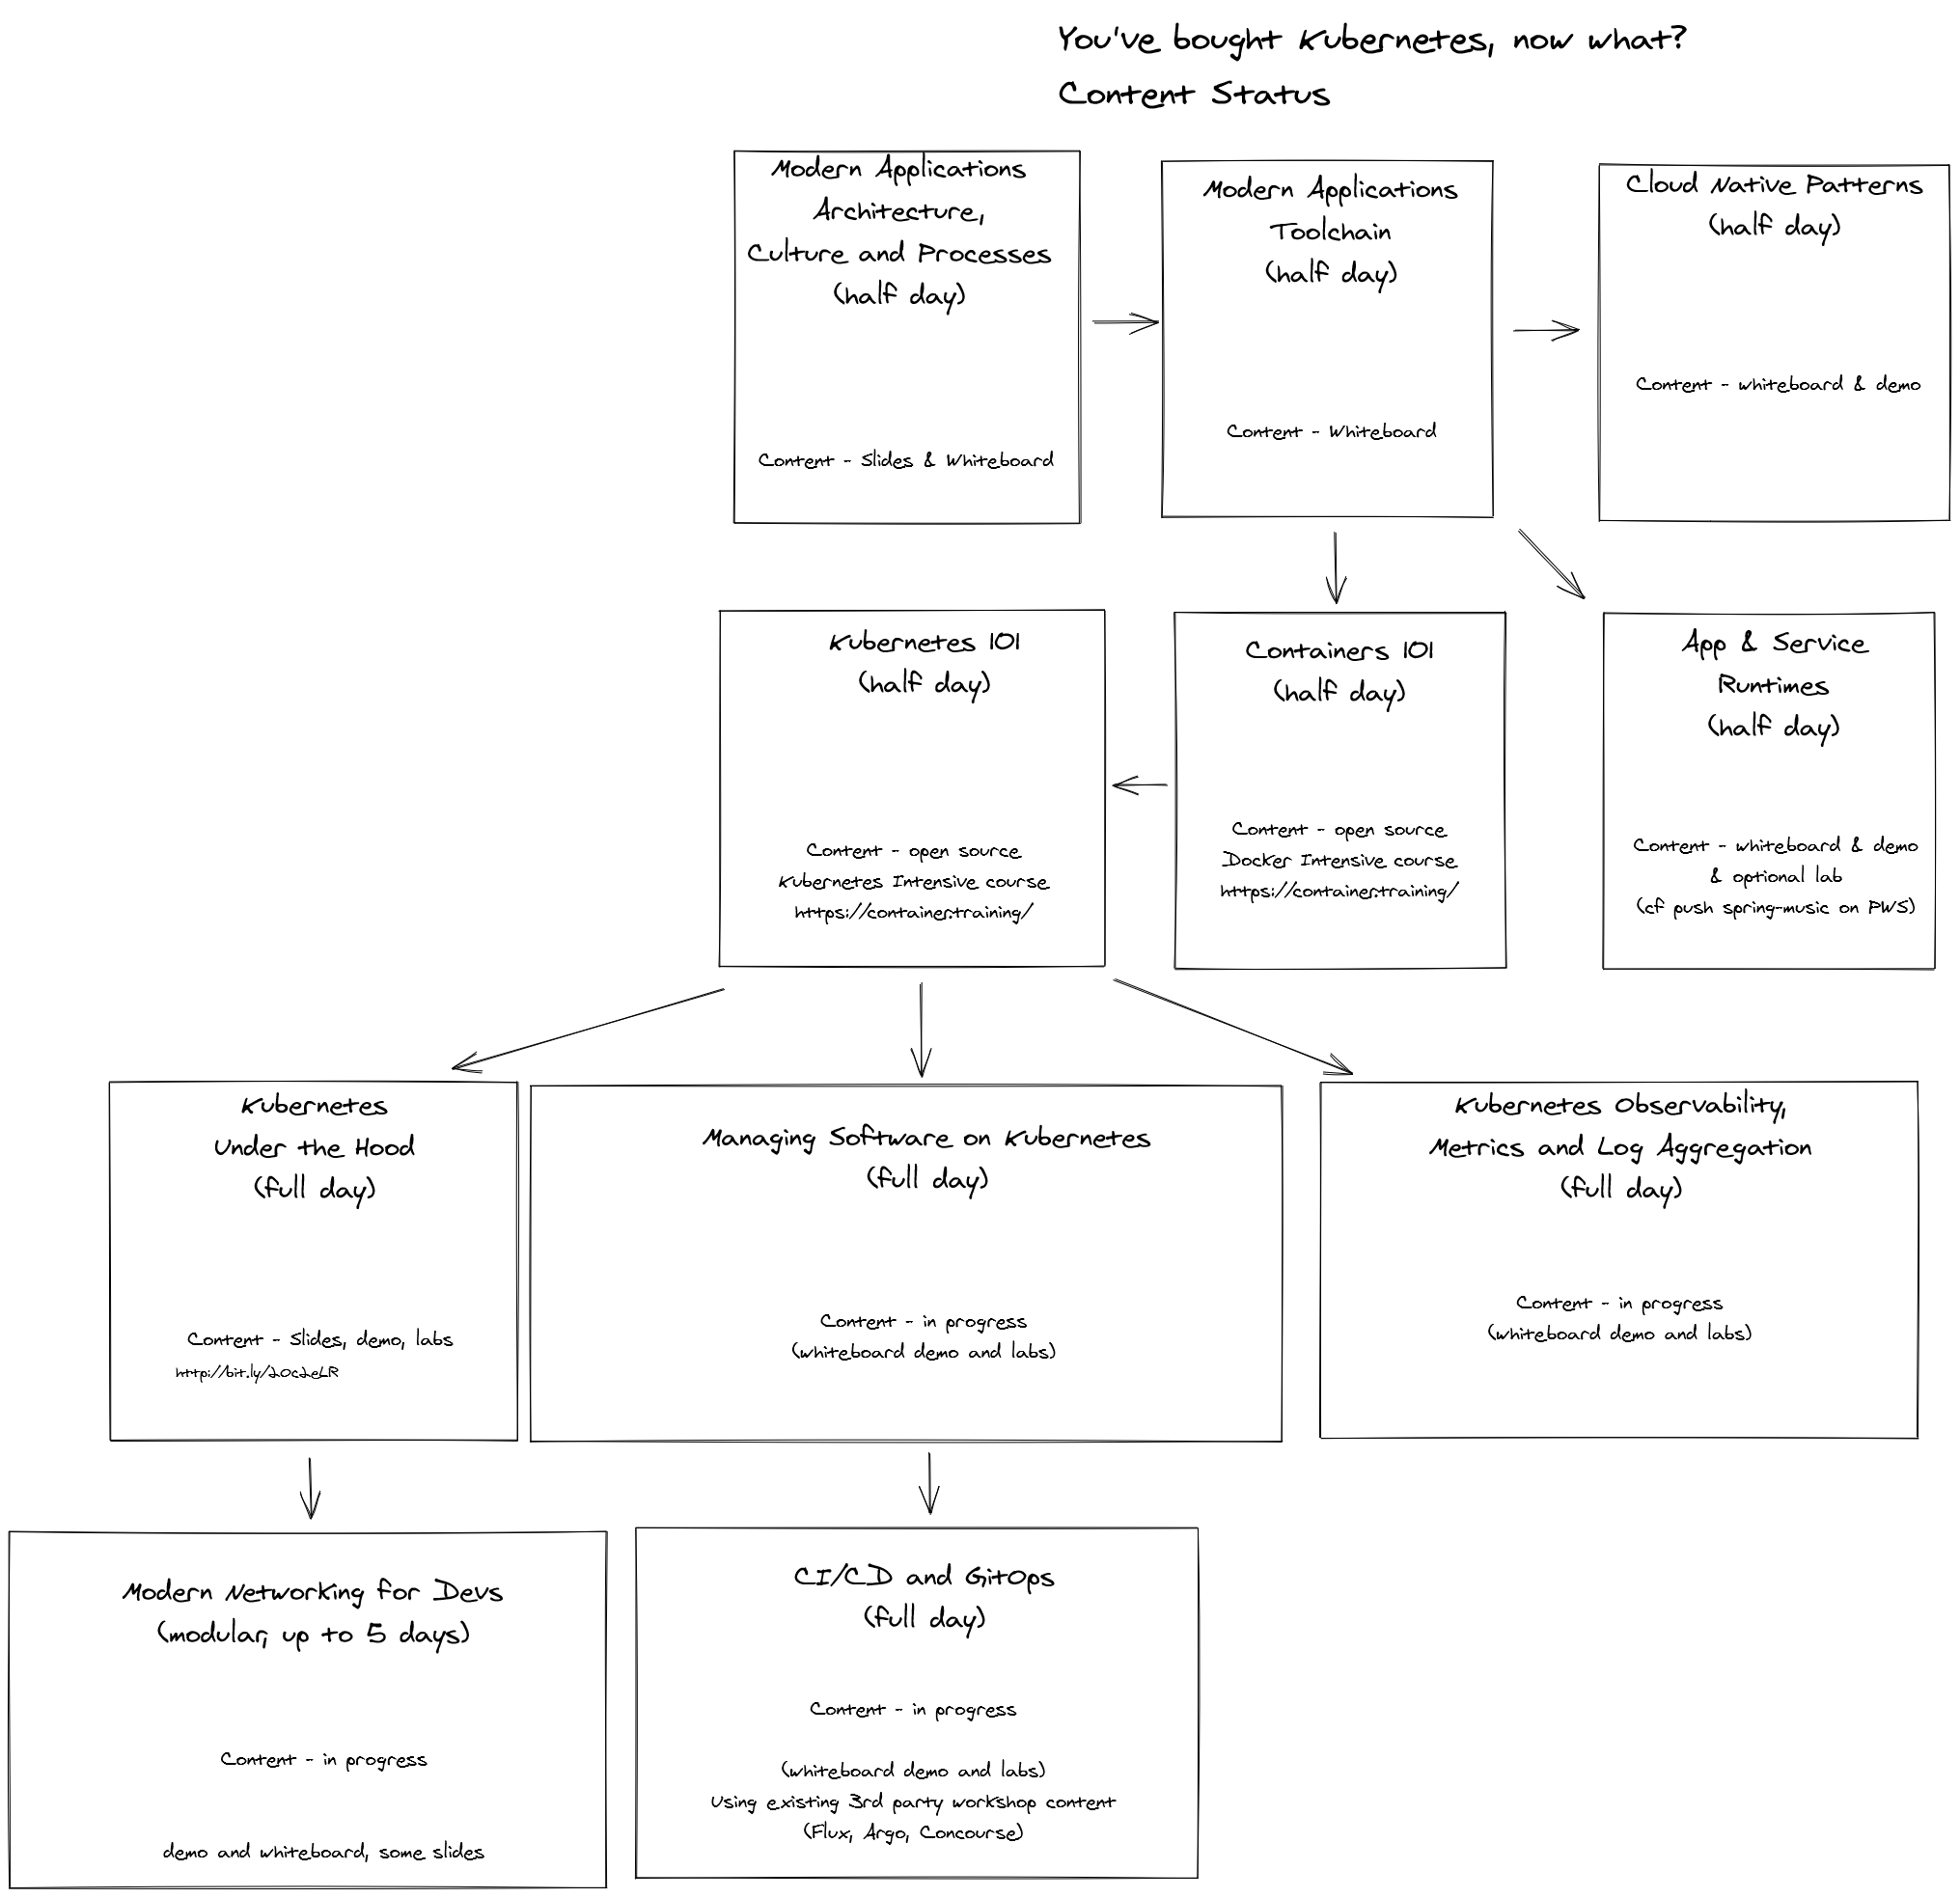 You've bought Kubernetes, now what?
Content Status
Modern Applications
Architecture,
Culture and Processes
(half day)
Content - Slides & Whiteboard
Modern Applications
Toolchain
(half day)
Content - Whiteboard
Cloud Native Patterns
(half day)
Content - whiteboard & demo
Kubernetes 101
(half day)
Content - open source
Kubernetes Intensive course
https://container.training/
Containers 101
(half day)
Content - open source
Docker Intensive course
https://container.training/
App & Service
Runtimes
(half day)
Content - whiteboard & demo
& optional lab
(cf push spring-music on PWS)
Kubernetes
Under the Hood
(full day)
Content - Slides, demo, labs
http://bit.ly/2Oc2eLR
Managing Software on Kubernetes
(full day)
Content - in progress
(whiteboard demo and labs)
Kubernetes Observability,
Metrics and Log Aggregation
(full day)
Content - in progress
(whiteboard demo and labs)
Modern Networking for Devs
(modular, up to 5 days)
Content - in progress
demo and whiteboard, some slides
CI/CD and GitOps
(full day)
Content - in progress
(whiteboard demo and labs)
Using existing 3rd party workshop content
(Flux, Argo, Concourse)